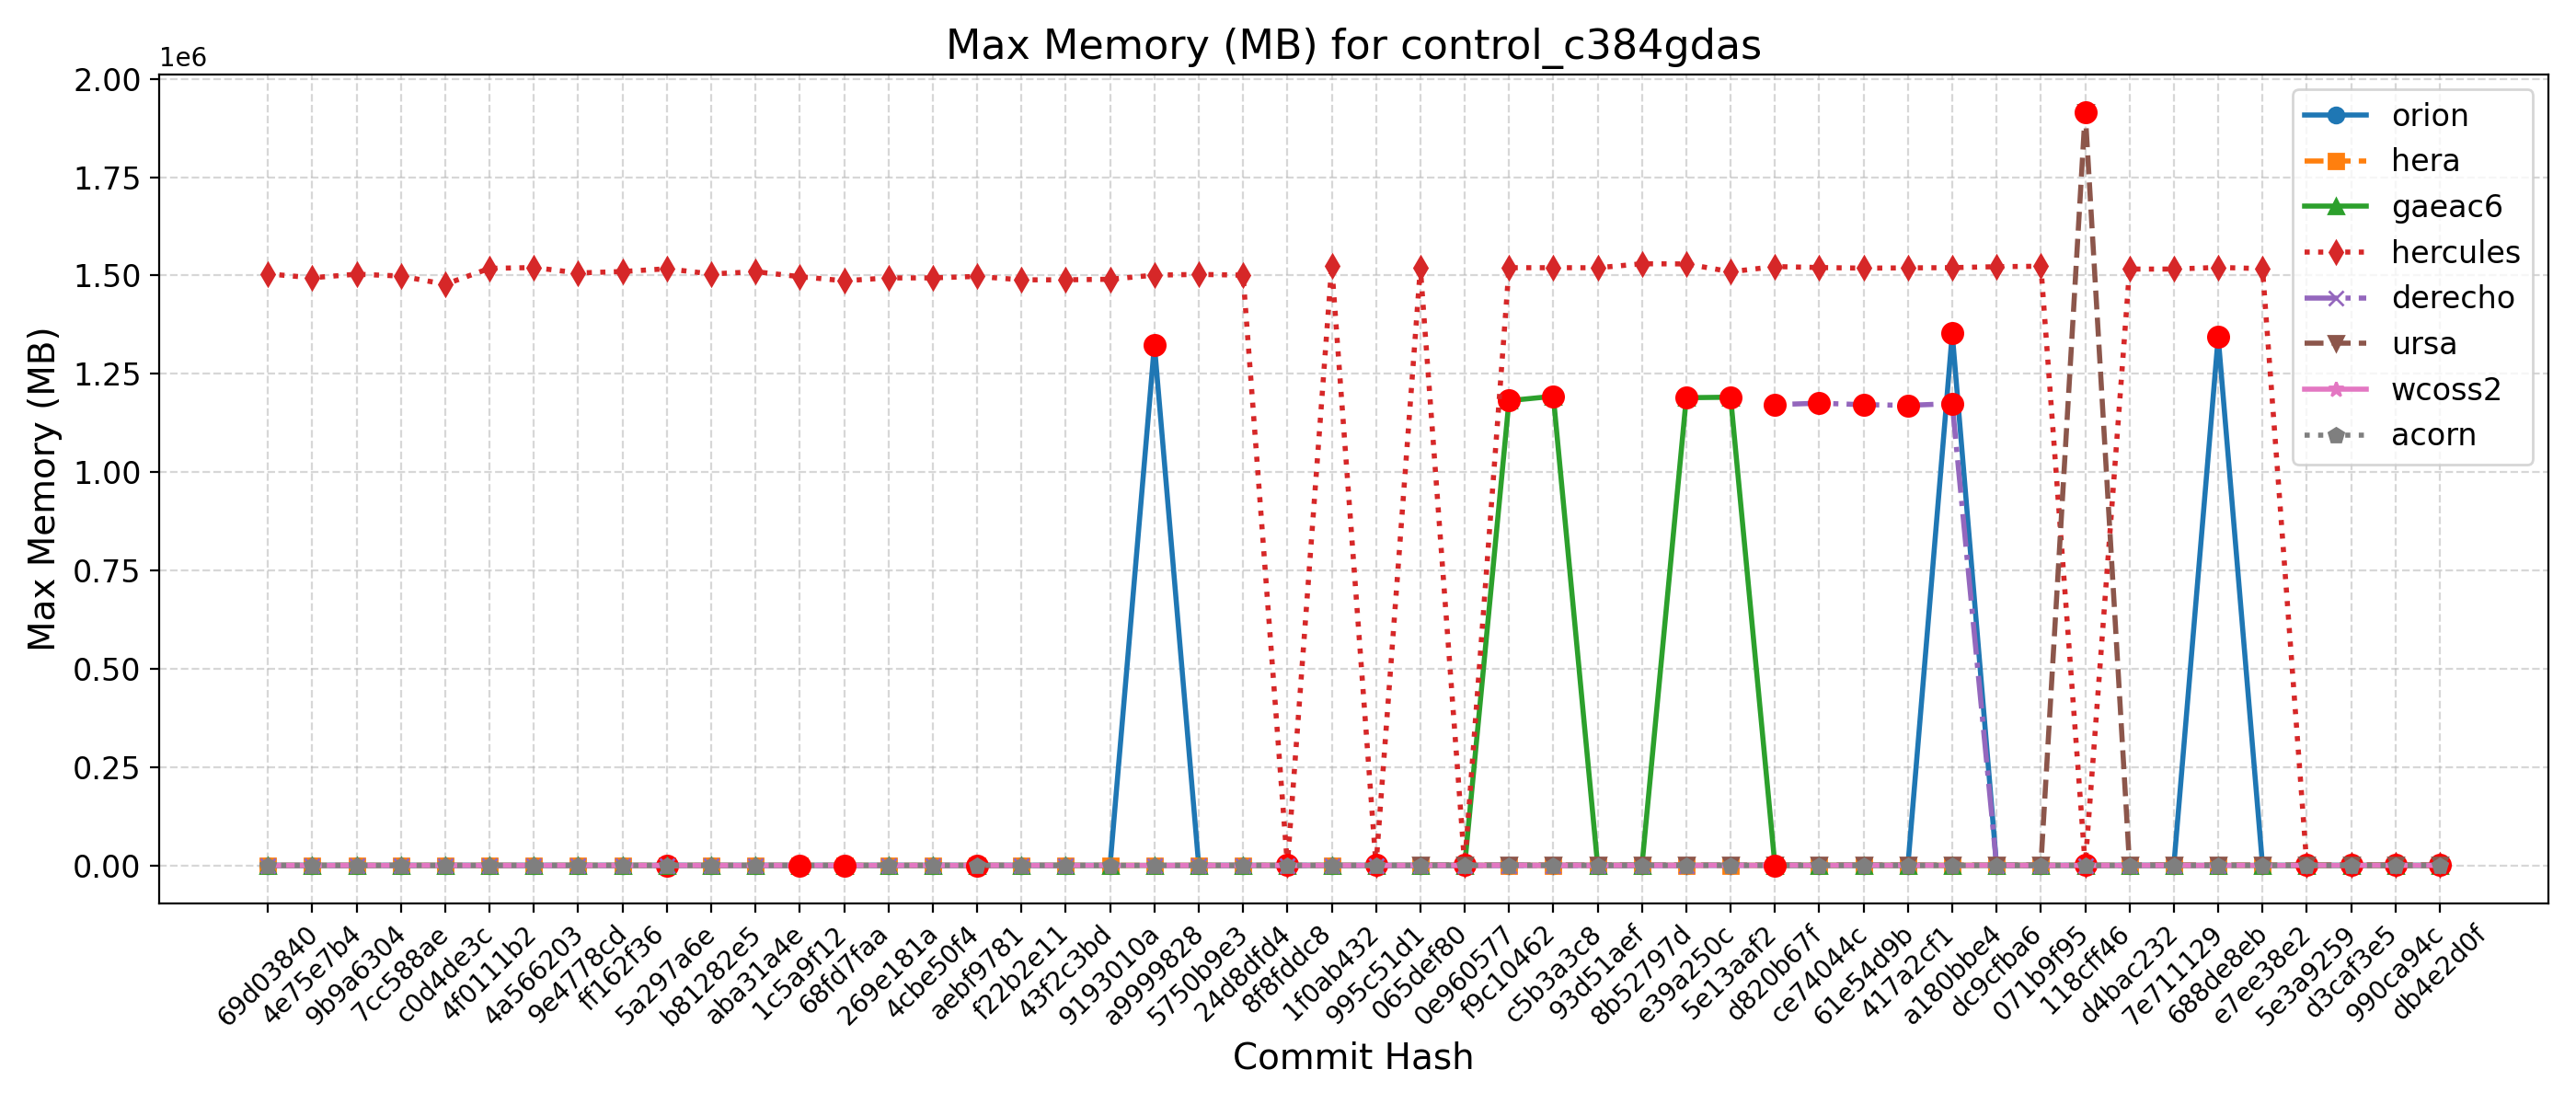 Max Memory (MB) for control_c384gdas
1e6
2.00
1.75
1.50
1.25
1.00
0.75
0.50
0.25
0.00
Max Memory (MB)
orion
hera
gaeac6
hercules
derecho
ursa
wcoss2
acorn
69d03840
4e75e7b4
9b9a6304
7cc588ae
c0d4de3c
4f0111b2
4a566203
9e4778cd
ff162f36
5a297a6e
b81282e5
aba31a4e
1c5a9f12
68fd7faa
269e181a
4cbe50f4
aebf9781
f22b2e11
43f2c3bd
9193010a
a9999828
5750b9e3
24d8dfd4
8f8fddc8
1f0ab432
995c51d1
065def80
0e960577
f9c10462
c5b3a3c8
93d51aef
8b52797d
e39a250c
5e13aaf2
d820b67f
ce74044c
61e54d9b
417a2cf1
a180bbe4
dc9cfba6
071b9f95
118cff46
d4bac232
7e711129
688de8eb
e7ee38e2
5e3a9259
d3caf3e5
990ca94c
db4e2d0f
Commit Hash